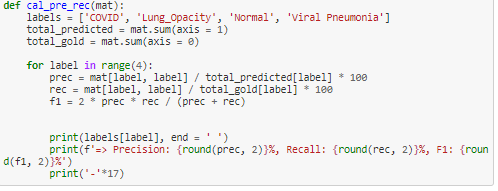 def cal_pre_rec(mat):
    labels = ['COVID', 'Lung_Opacity', 'Normal', 'Viral Pneumonia']
    total_predicted = mat.sum(axis = 1)
    total_gold = mat.sum(axis = 0)

    for label in range(4):
        prec = mat[label, label] / total_predicted[label] * 100
        rec = mat[label, label] / total_gold[label] * 100
        f1 = 2 * prec * rec / (prec + rec)


        print(labels[label], end = ' ')
        print(f'=> Precision: {round(prec, 2)}%, Recall: {round(rec, 2)}%, F1: {roun
d(f1, 2)}%')
        print('-'*17)